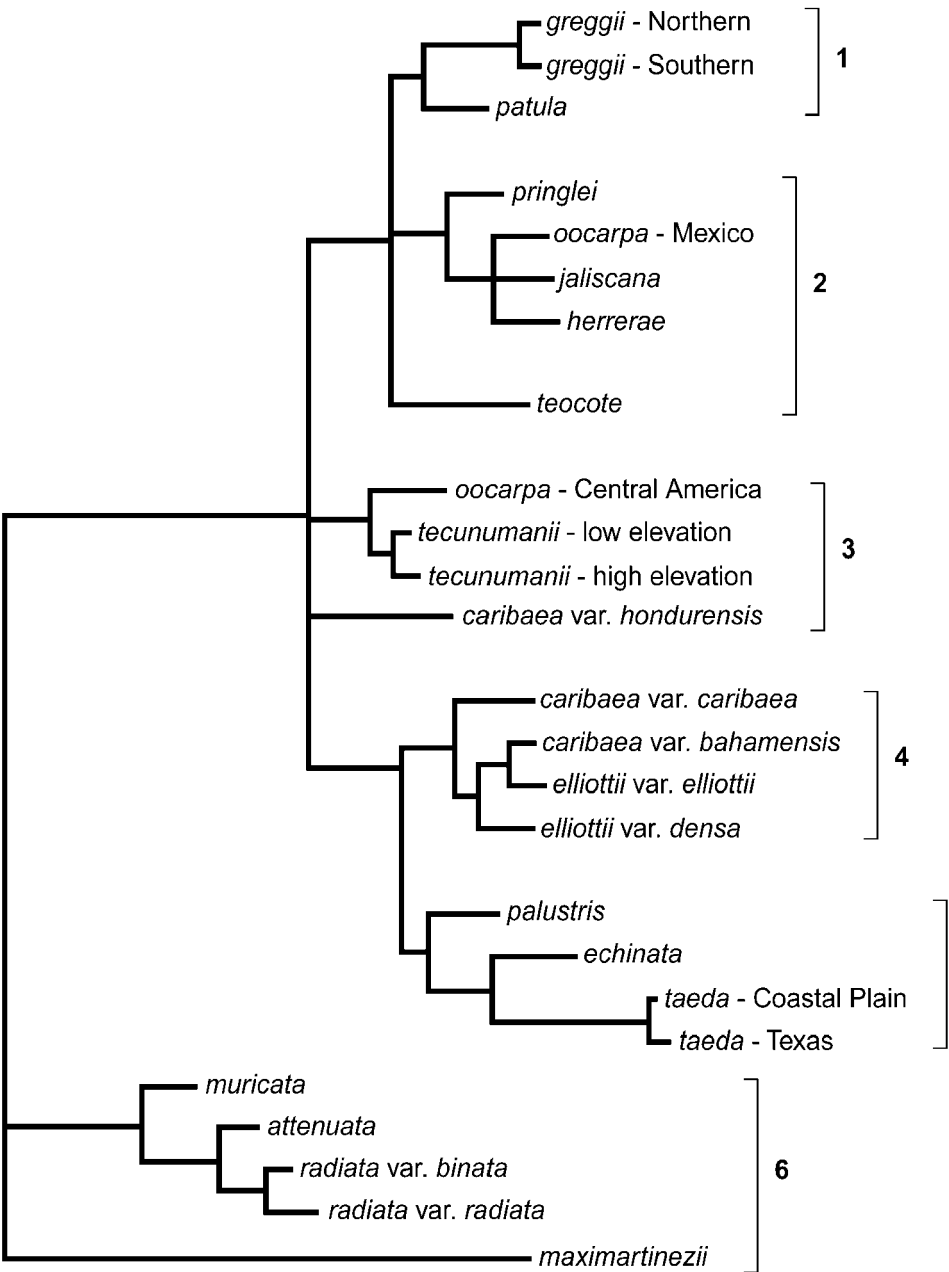 greggii - Northern
greggii - Southern
1
patula
pringlei
oocarpa - Mexico
jaliscana
2
herrerae
teocote
oocarpa - Central America
tecunumanii - low elevation
3
tecunumanii - high elevation
caribaea var. hondurensis
caribaea var. caribaea
caribaea var. bahamensis
4
elliottii var. elliottii
elliottii var. densa
palustris
echinata
taeda - Coastal Plain
taeda - Texas
muricata
attenuata
radiata var. binata
6
radiata var. radiata
maximartinezii